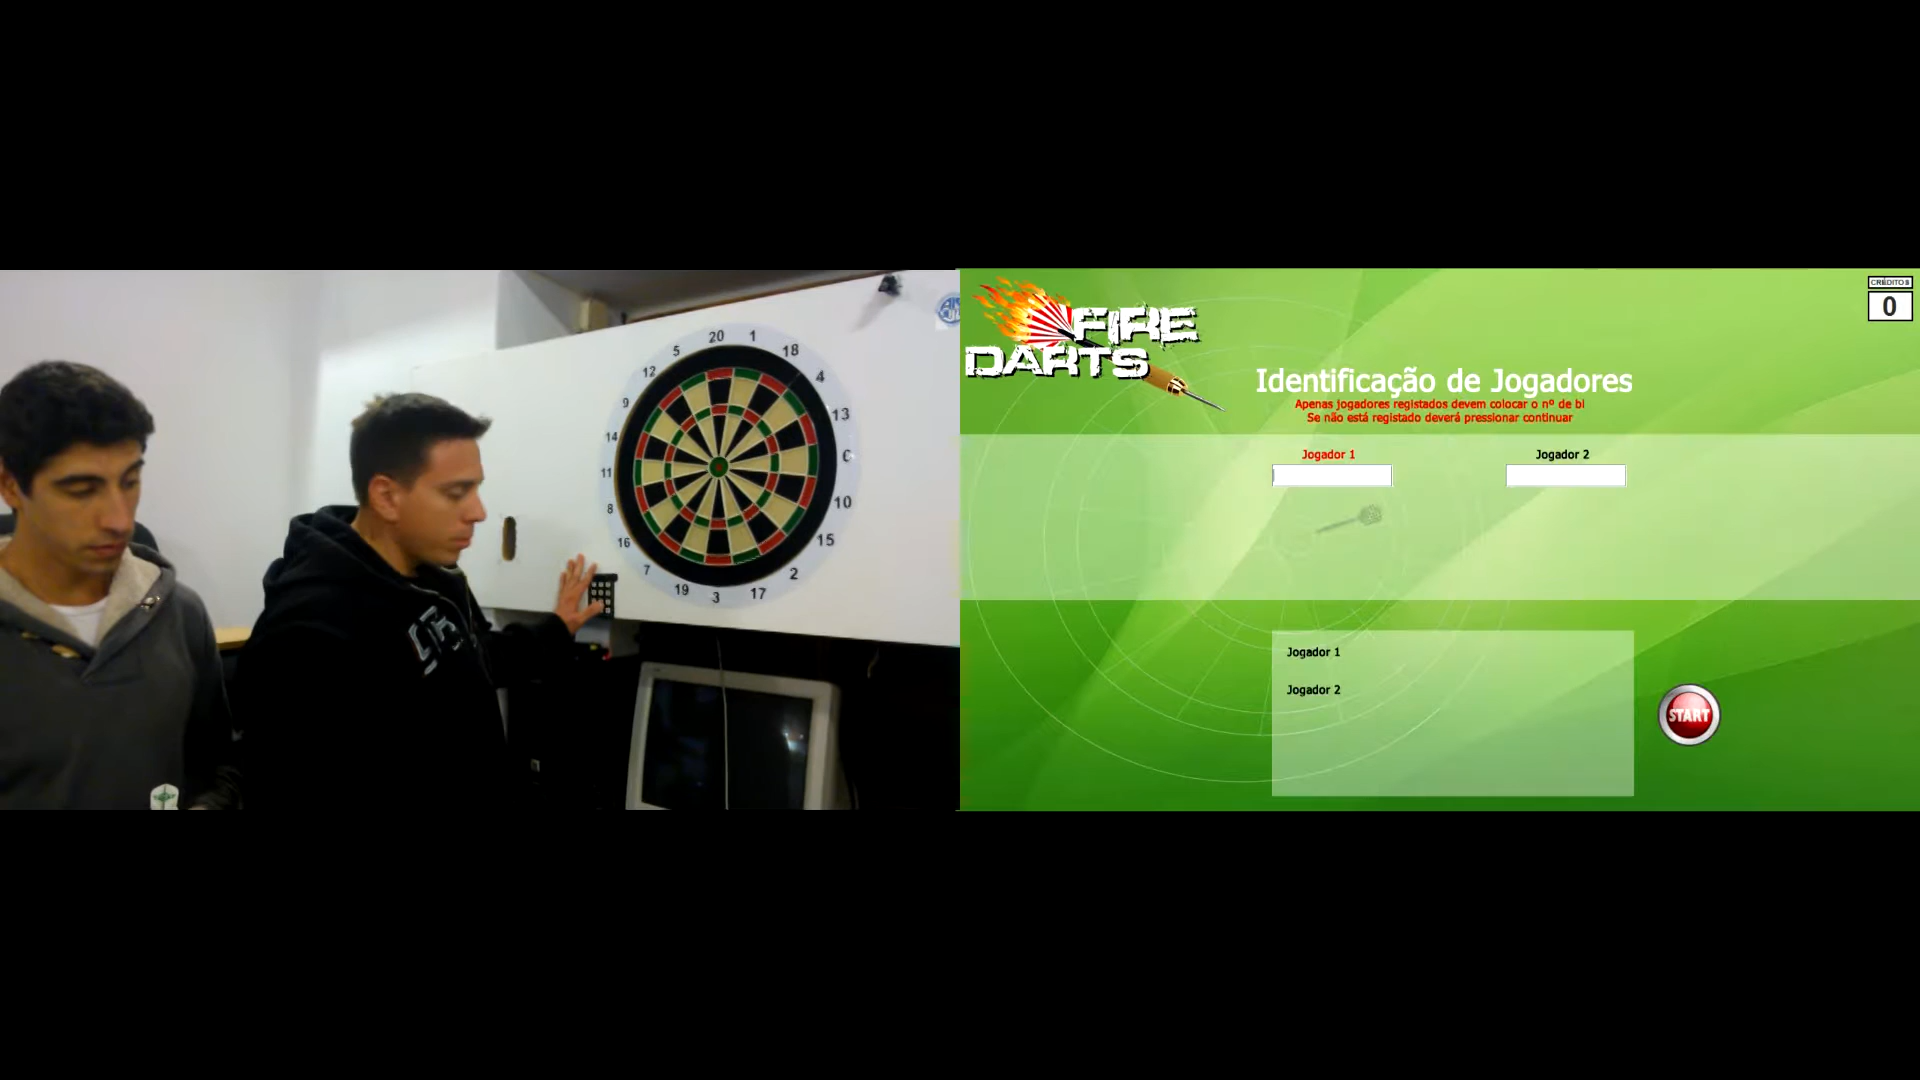 20 1
5 18
12 4
9 13
14 6
11 10
8 15
16 2
7 17
19 3
FIRE
DARTS
CRÉDITOS
0
Identificação de Jogadores
Apenas jogadores registados devem colocar o nº de bi
Se não está registado deverá pressionar continuar
Jogador 1 Jogador 2
Jogador 1
Jogador 2
START